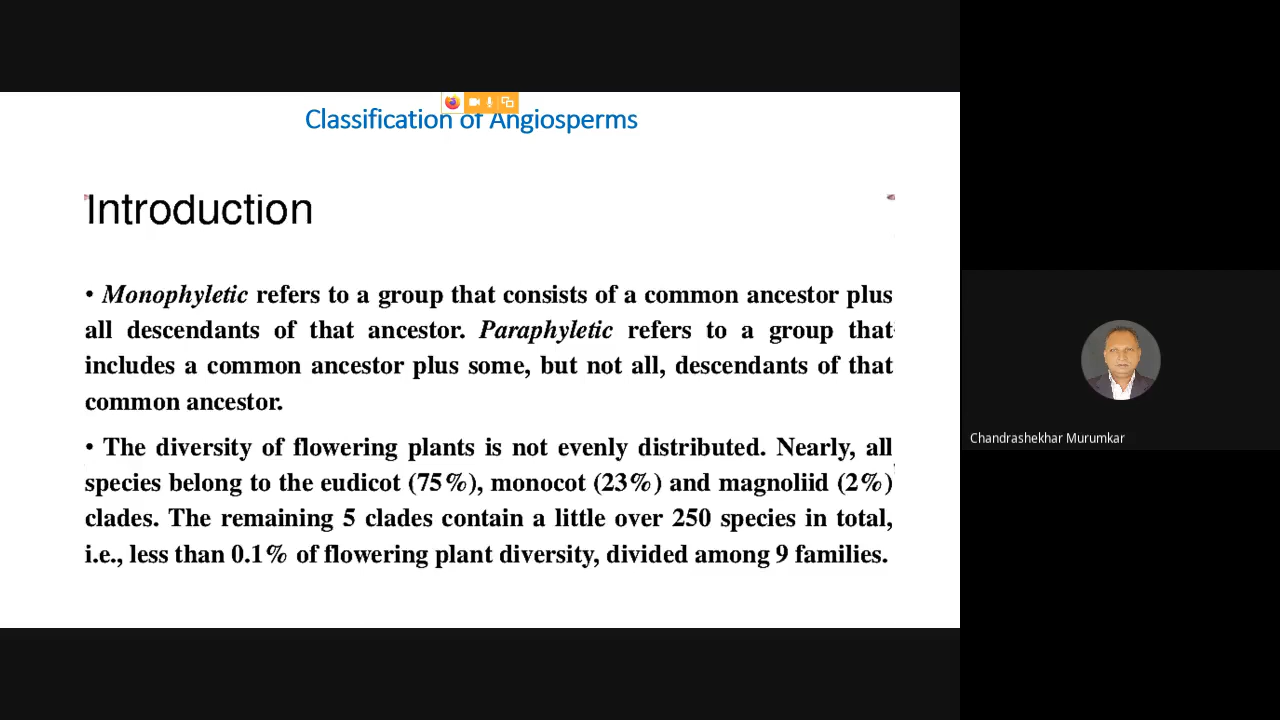 Classification of Angiosperms
Introduction
• Monophyletic refers to a group that consists of a common ancestor plus
all descendants of that ancestor. Paraphyletic refers to a group that
includes a common ancestor plus some, but not all, descendants of that
common ancestor.
• The diversity of flowering plants is not evenly distributed. Nearly, all
species belong to the eudicot (75%), monocot (23%) and magnoliid (2%)
clades. The remaining 5 clades contain a little over 250 species in total,
i.e., less than 0.1% of flowering plant diversity, divided among 9 families.
Chandrashekhar Murumkar